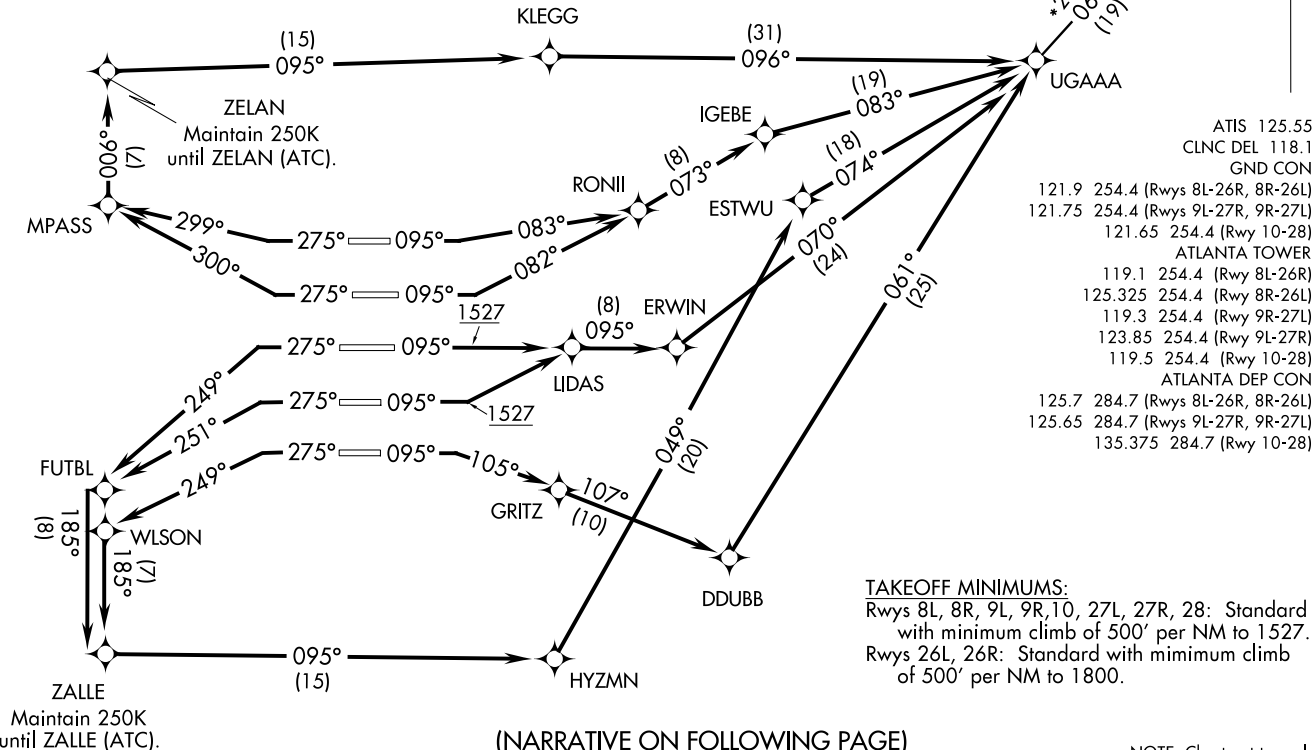 KLEGG
(15)
095°
(31)
096°
(19)
UGAAA
ZELAN
Maintain 250K
until ZELAN (ATC).
006°
(7)
IGEBE
(19)
083°
(8)
073°
(18)
074°
RONII
ESTWU
MPASS
299°
275°
095°
083°
300°
275°
095°
082°
070°
(24)
061°
(25)
1527
(8)
095°
ERWIN
275°
095°
LIDAS
249°
275°
095°
1527
251°
275°
095°
105°
249°
FUTBL
GRITZ
107°
(10)
049°
(20)
185°
(8)
WLSON
(7)
185°
DDUBB
095°
(15)
ZALLE
HYZMN
Maintain 250K
until ZALLE (ATC).
(NARRATIVE ON FOLLOWING PAGE)
ATIS 125.55
CLNC DEL 118.1
GND CON
121.9 254.4 (Rwys 8L-26R, 8R-26L)
121.75 254.4 (Rwys 9L-27R, 9R-27L)
121.65 254.4 (Rwy 10-28)
ATLANTA TOWER
119.1 254.4 (Rwy 8L-26R)
125.325 254.4 (Rwy 8R-26L)
119.3 254.4 (Rwy 9R-27L)
123.85 254.4 (Rwy 9L-27R)
119.5 254.4 (Rwy 10-28)
ATLANTA DEP CON
125.7 284.7 (Rwys 8L-26R, 8R-26L)
125.65 284.7 (Rwys 9L-27R, 9R-27L)
135.375 284.7 (Rwy 10-28)
TAKEOFF MINIMUMS:
Rwys 8L, 8R, 9L, 9R,10, 27L, 27R, 28: Standard
with minimum climb of 500' per NM to 1527.
Rwys 26L, 26R: Standard with mimimum climb
of 500' per NM to 1800.